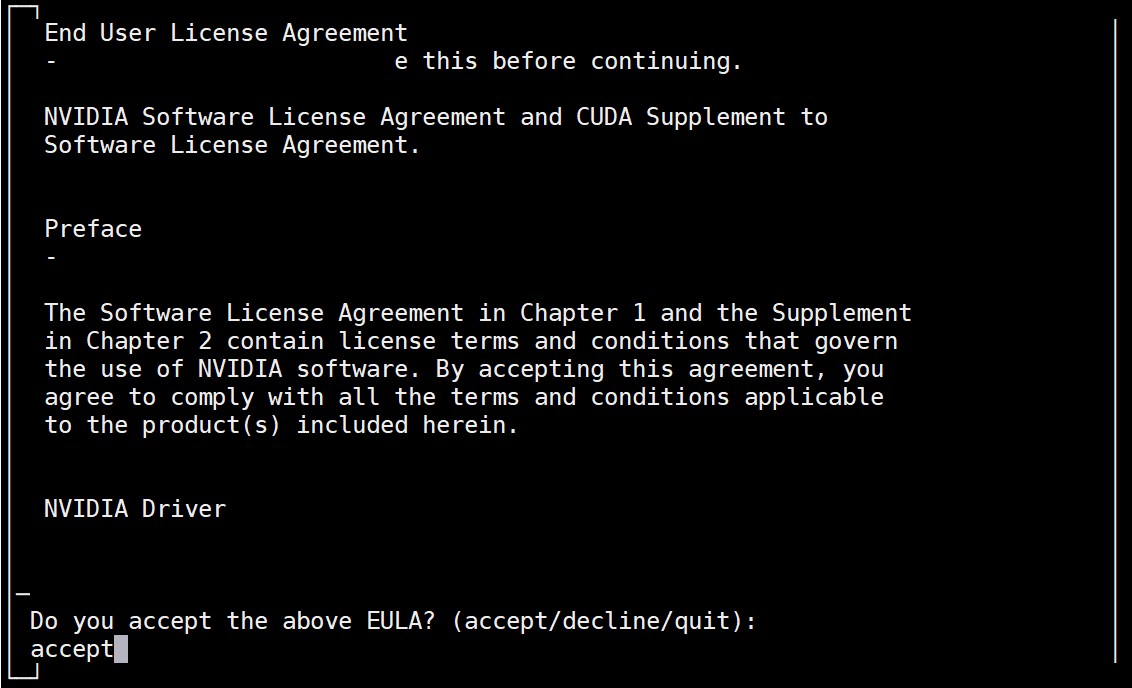 End User License Agreement
- e this before continuing.
NVIDIA Software License Agreement and CUDA Supplement to
Software License Agreement.
Preface
-
The Software License Agreement in Chapter 1 and the Supplement
in Chapter 2 contain license terms and conditions that govern
the use of NVIDIA software. By accepting this agreement, you
agree to comply with all the terms and conditions applicable
to the product(s) included herein.
NVIDIA Driver
Do you accept the above EULA? (accept/decline/quit):
accept